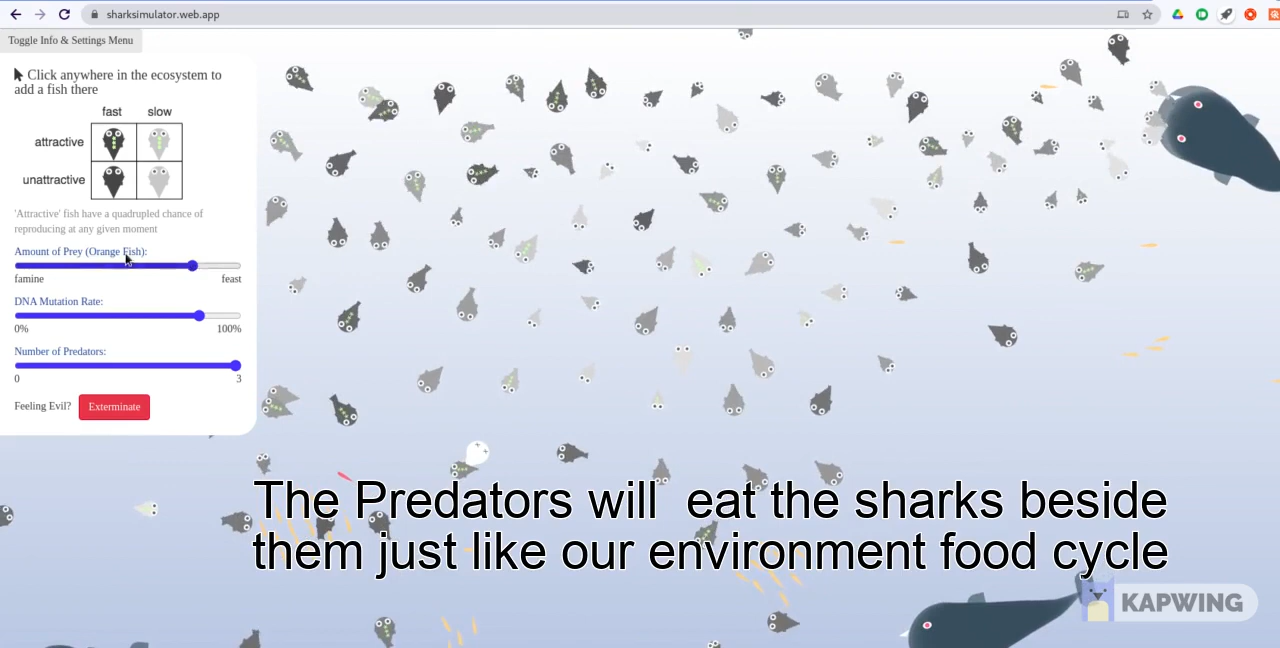 sharksimulator.web.app
Toggle Info & Settings Menu
Click anywhere in the ecosystem to
add a fish there
fast slow
attractive
unattractive
'Attractive' fish have a quadrupled chance of
reproducing at any given moment
Amount of Prey (Orange Fish):
famine feast
DNA Mutation Rate:
0% 100%
Number of Predators:
0 3
Feeling Evil? Exterminate
The Predators will  eat the sharks beside
them just like our environment food cycle
KAPWING